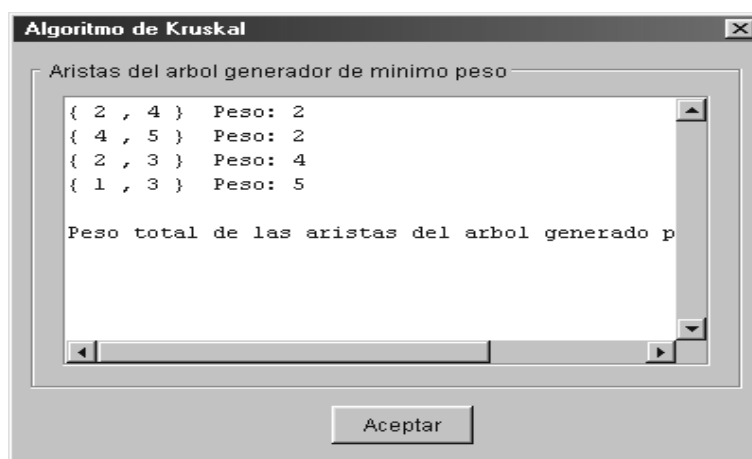 Algoritmo de Kruskal
Aristas del arbol generador de minimo peso
{ 2 , 4 } Peso: 2
{ 4 , 5 } Peso: 2
{ 2 , 3 } Peso: 4
{ 1 , 3 } Peso: 5
Peso total de las aristas del arbol generado p
Aceptar